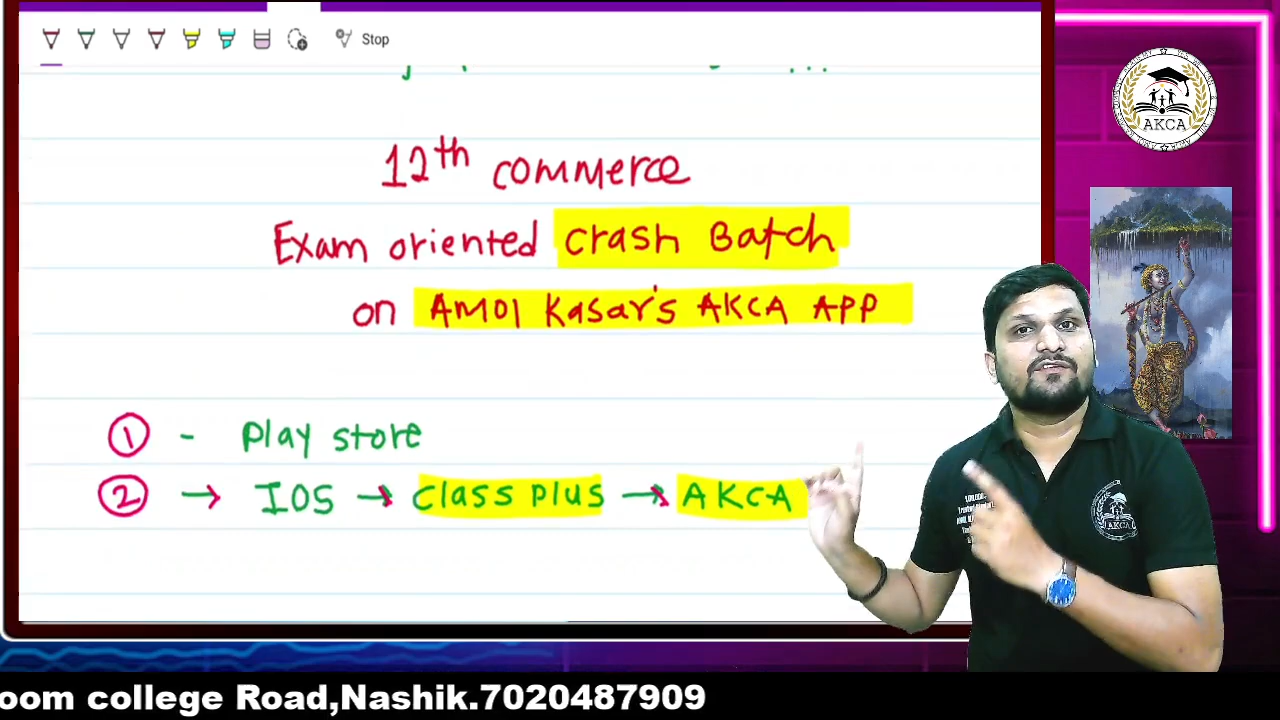 Stop
12th commerce
Exam oriented crash Batch
on Amol Kasar's AKCA APP
1 - play store
2 → IOS → class plus → AKCA
AKCA
AKCA
oom college Road,Nashik.7020487909